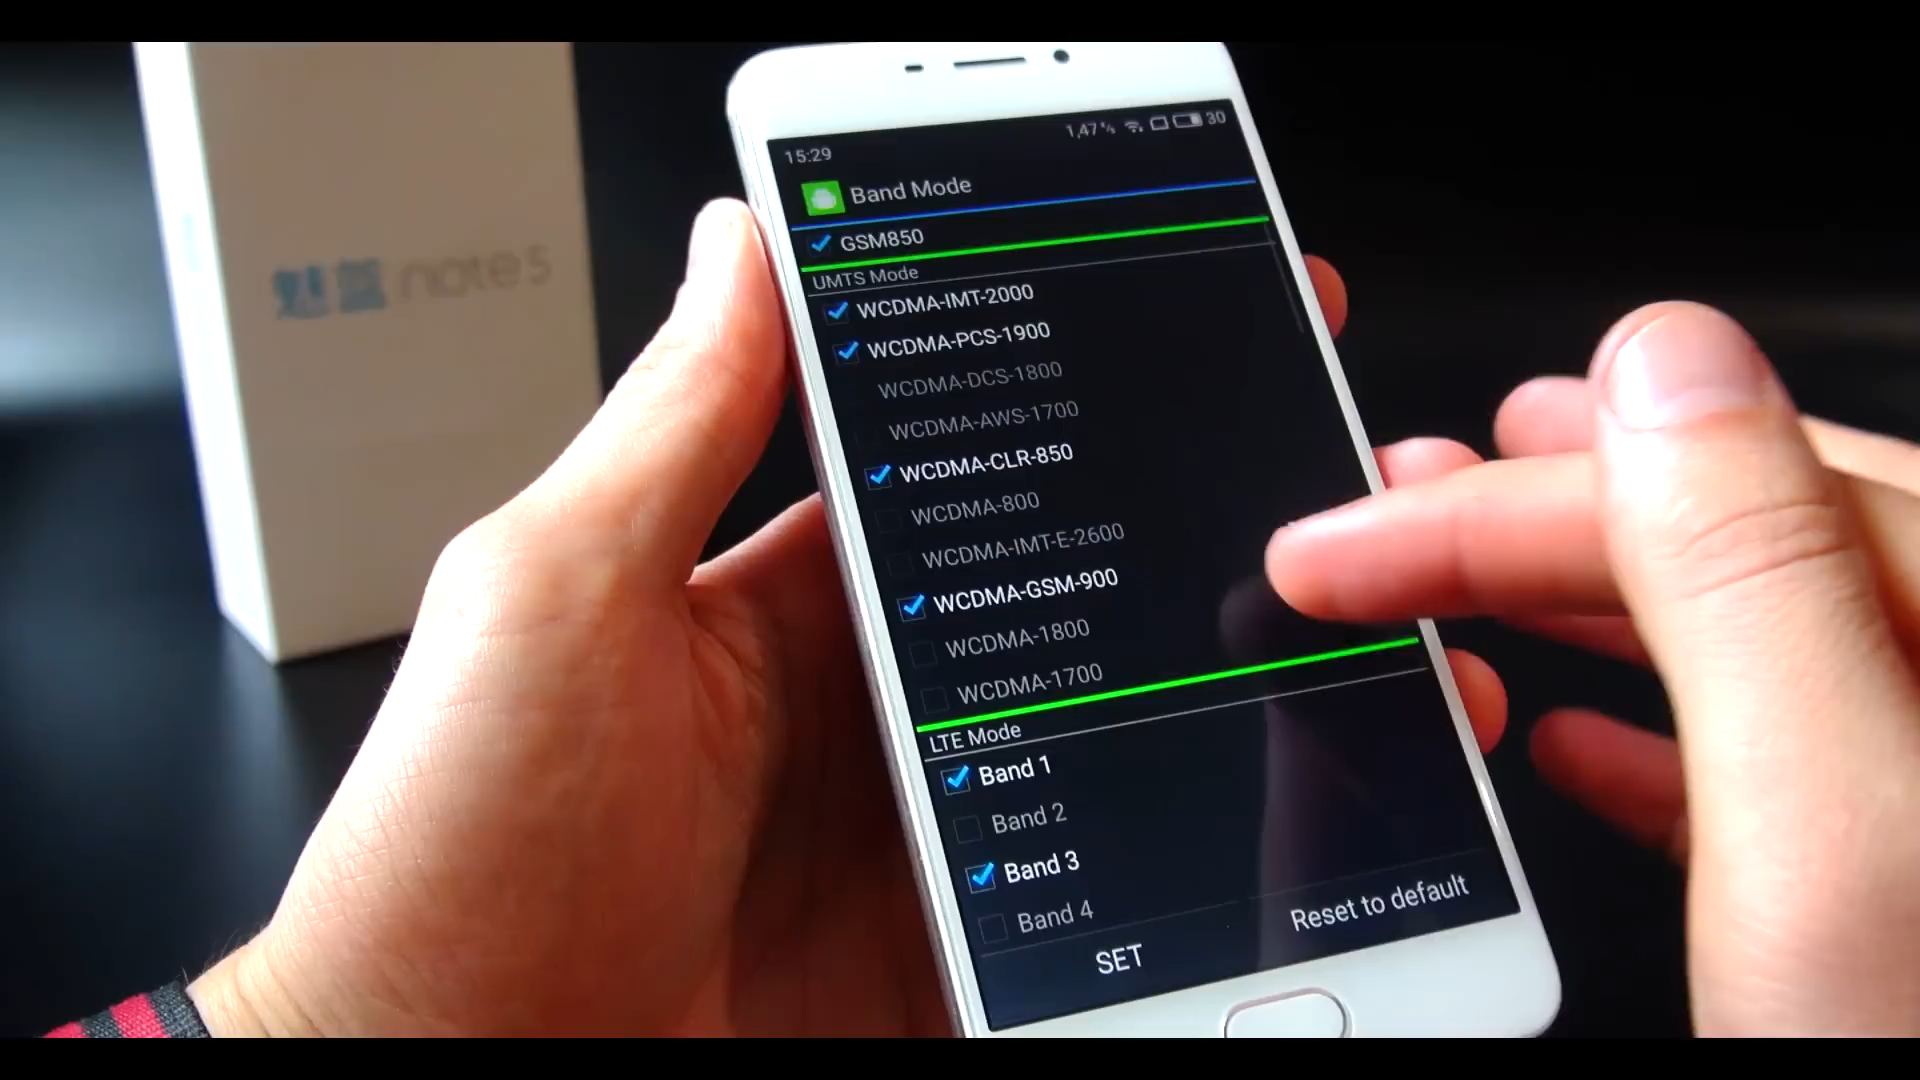 魅蓝 note5
1,47 K/s 30
15:29
Band Mode
GSM850
UMTS Mode
WCDMA-IMT-2000
WCDMA-PCS-1900
WCDMA-DCS-1800
WCDMA-AWS-1700
WCDMA-CLR-850
WCDMA-800
WCDMA-IMT-E-2600
WCDMA-GSM-900
WCDMA-1800
WCDMA-1700
LTE Mode
Band 1
Band 2
Band 3
Band 4
SET
Reset to default